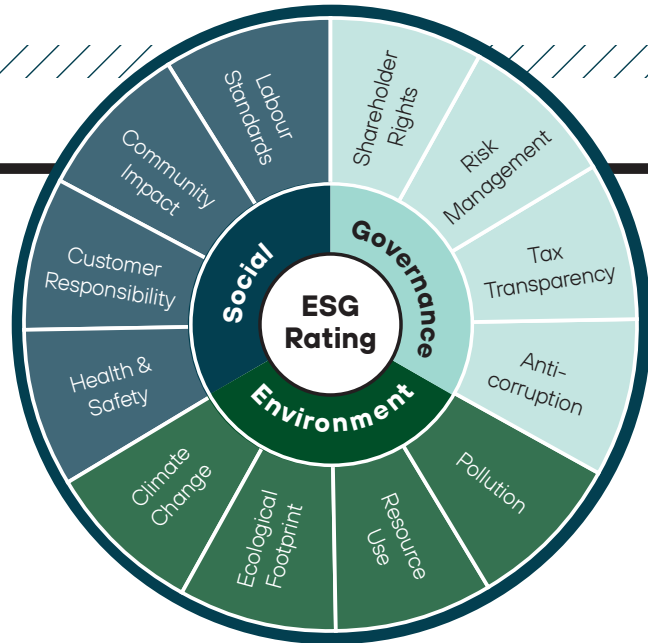 ESG
Rating
Governance
Shareholder
Rights
Risk
Management
Tax
Transparency
Anti-
corruption
Environment
Pollution
Resource
Use
Ecological
Footprint
Climate
Change
Social
Health &
Safety
Customer
Responsibility
Community
Impact
Labour
Standards